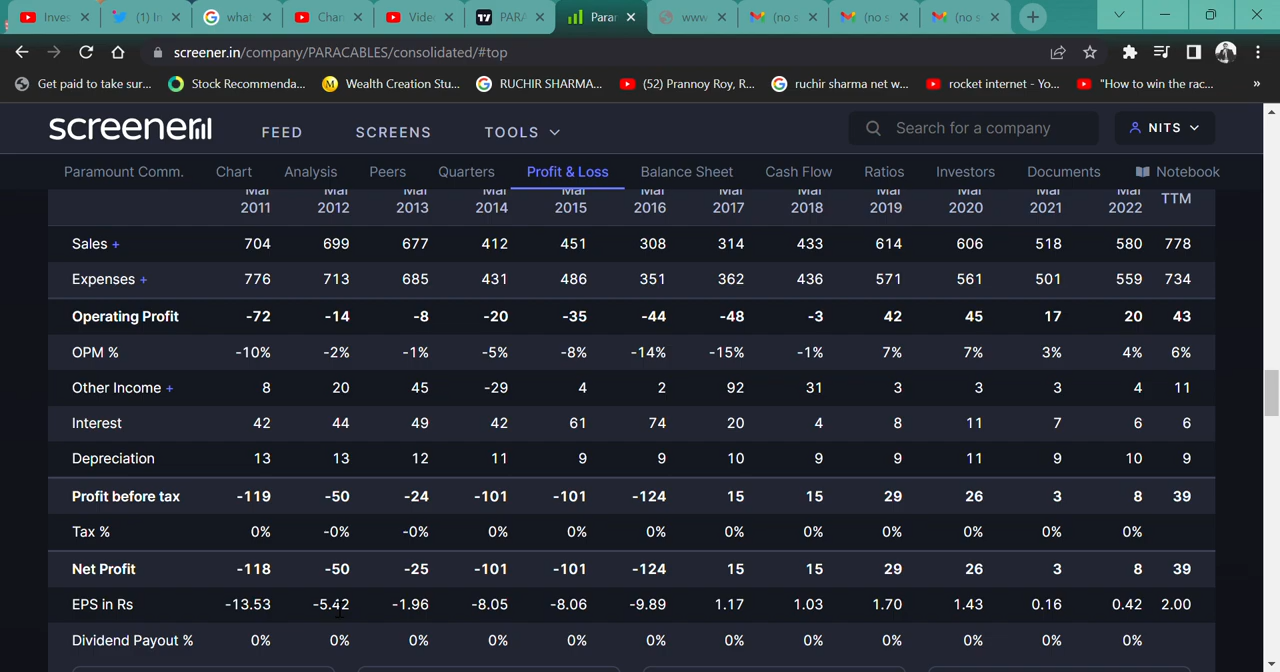 Inves
(1) In
what
Chan
Vide
PARA
Parar
www
(no s
(no s
(no s
screener.in/company/PARACABLES/consolidated/#top
Get paid to take sur... Stock Recommenda... Wealth Creation Stu... RUCHIR SHARMA... (52) Prannoy Roy, R... ruchir sharma net w... rocket internet - Yo... "How to win the rac... »
screener FEED SCREENS TOOLS Search for a company NITS
Paramount Comm. Chart Analysis Peers Quarters Profit & Loss Balance Sheet Cash Flow Ratios Investors Documents Notebook
Mar Mar Mar Mar Mar Mar Mar Mar Mar Mar Mar Mar TTM
2011 2012 2013 2014 2015 2016 2017 2018 2019 2020 2021 2022
Sales + 704 699 677 412 451 308 314 433 614 606 518 580 778
Expenses + 776 713 685 431 486 351 362 436 571 561 501 559 734
Operating Profit -72 -14 -8 -20 -35 -44 -48 -3 42 45 17 20 43
OPM % -10% -2% -1% -5% -8% -14% -15% -1% 7% 7% 3% 4% 6%
Other Income + 8 20 45 -29 4 2 92 31 3 3 3 4 11
Interest 42 44 49 42 61 74 20 4 8 11 7 6 6
Depreciation 13 13 12 11 9 9 10 9 9 11 9 10 9
Profit before tax -119 -50 -24 -101 -101 -124 15 15 29 26 3 8 39
Tax % 0% -0% -0% 0% 0% 0% 0% 0% 0% 0% 0% 0%
Net Profit -118 -50 -25 -101 -101 -124 15 15 29 26 3 8 39
EPS in Rs -13.53 -5.42 -1.96 -8.05 -8.06 -9.89 1.17 1.03 1.70 1.43 0.16 0.42 2.00
Dividend Payout % 0% 0% 0% 0% 0% 0% 0% 0% 0% 0% 0% 0%